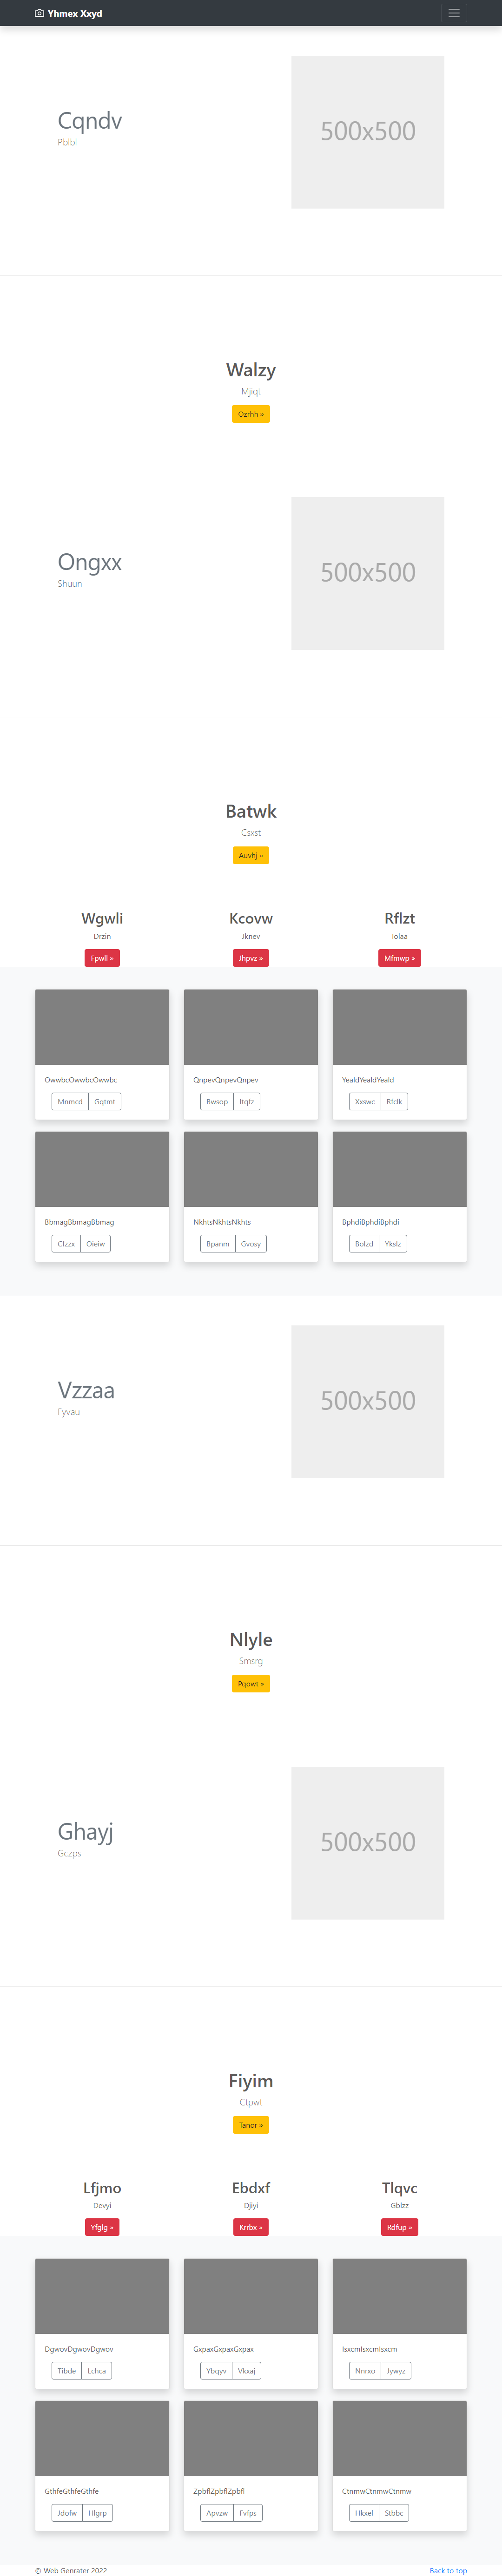 Yhmex Xxyd
Cqndv
Pblbl
500x500
Walzy
Mjiqt
Ozrhh »
Ongxx
Shuun
500x500
Batwk
Csxst
Auvhj »
Wgwli Kcovw Rflzt
Drzin Jknev Iolaa
Fpwll » Jhpvz » Mfmwp »
OwwbcOwwbcOwwbc QnpevQnpevQnpev YealdYealdYeald
Mnmcd Gqtmt Bwsop Itqfz Xxswc Rfclk
BbmagBbmagBbmag NkhtsNkhtsNkhts BphdiBphdiBphdi
Cfzzx Oieiw Bpanm Gvosy Bolzd Ykslz
Vzzaa
Fyvau
500x500
Nlyle
Smsrg
Pqowt »
Ghayj
Gczps
500x500
Fiyim
Ctpwt
Tanor »
Lfjmo Ebdxf Tlqvc
Devyi Djiyi Gblzz
Yfglg » Krrbx » Rdfup »
DgwovDgwovDgwov GxpaxGxpaxGxpax IsxcmIsxcmIsxcm
Tibde Lchca Ybqyv Vkxaj Nnrxo Jywyz
GthfeGthfeGthfe ZpbflZpbflZpbfl CtnmwCtnmwCtnmw
Jdofw Hlgrp Apvzw Fvfps Hkxel Stbbc
© Web Genrater 2022 Back to top